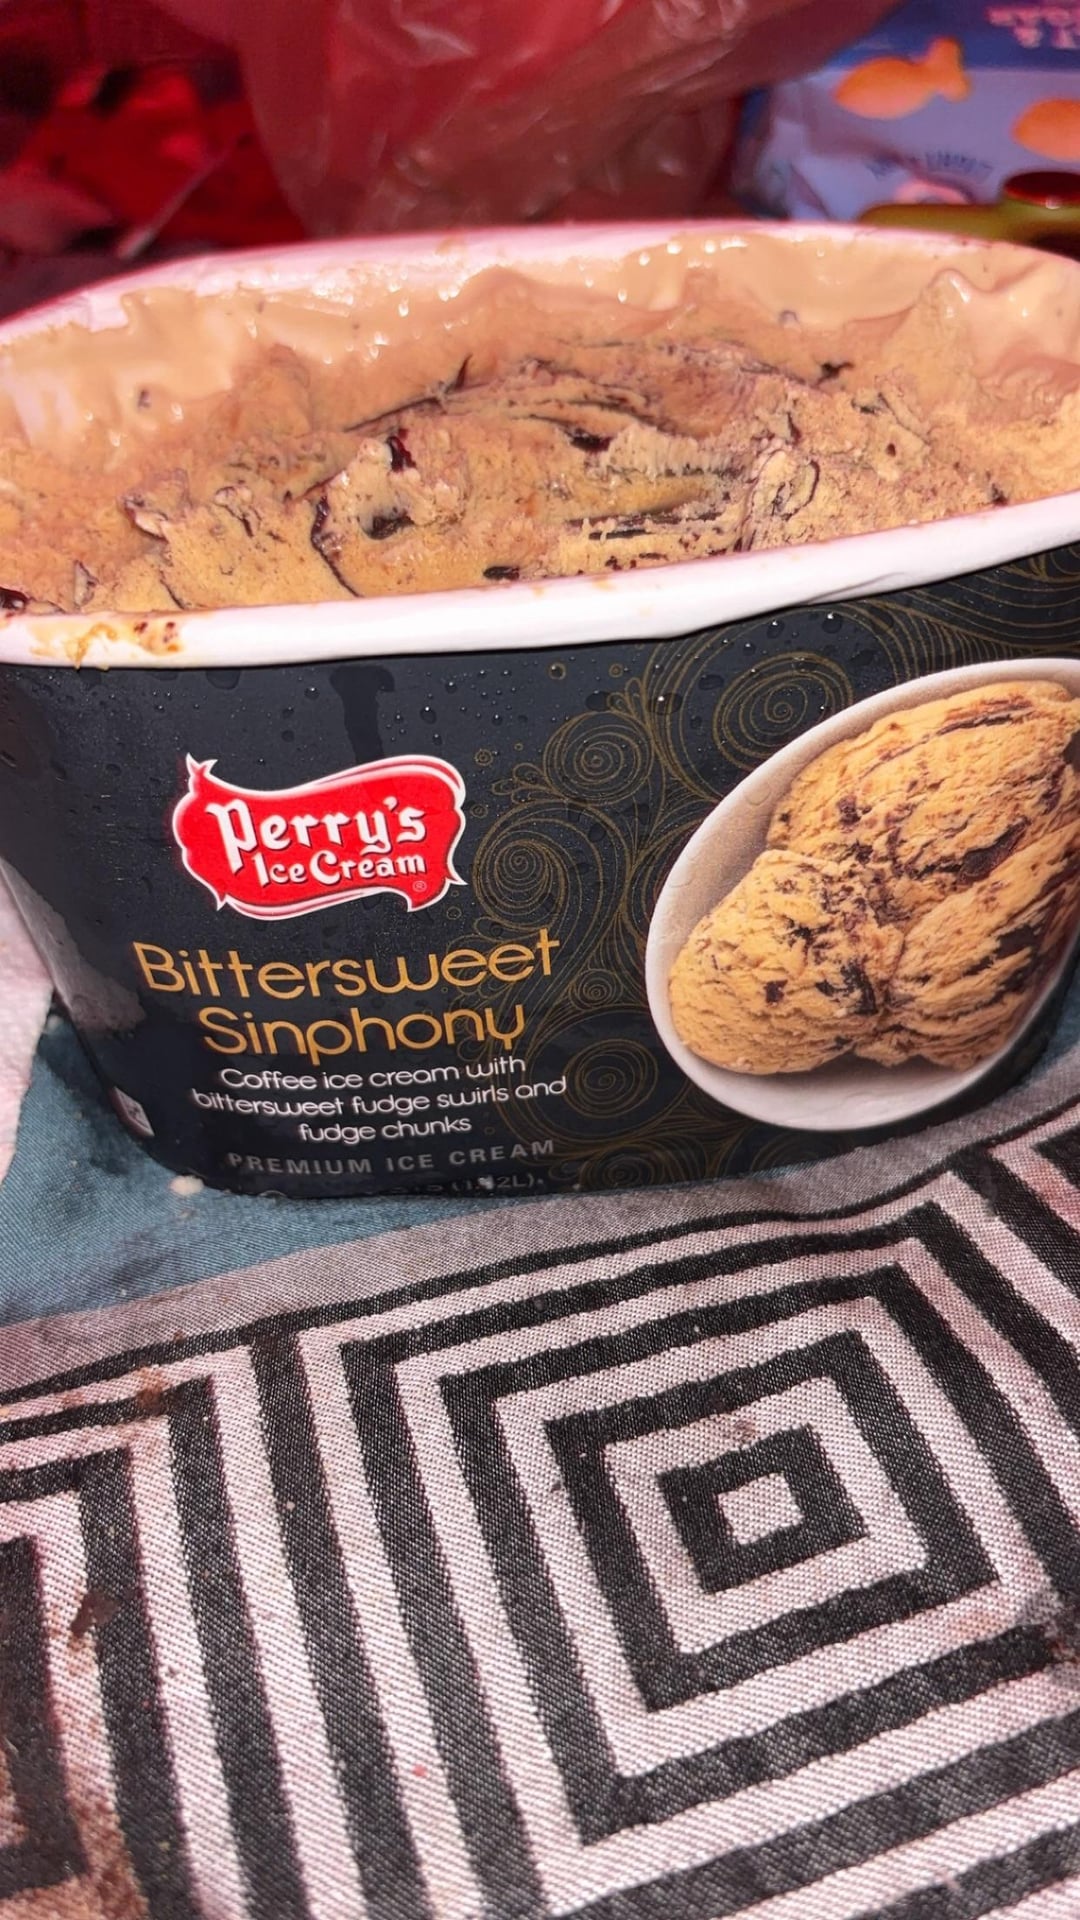 Perry's
Ice Cream®
Bittersweet
Sinphony
Coffee ice cream with
bittersweet fudge swirls and
fudge chunks
PREMIUM ICE CREAM